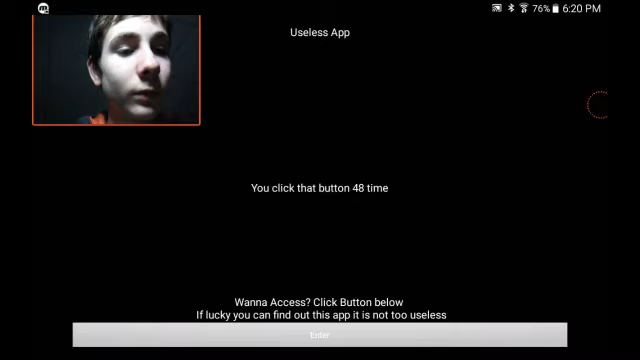 76% 6:20 PM
Useless App
You click that button 48 time
Wanna Access? Click Button below
If lucky you can find out this app it is not too useless
Enter